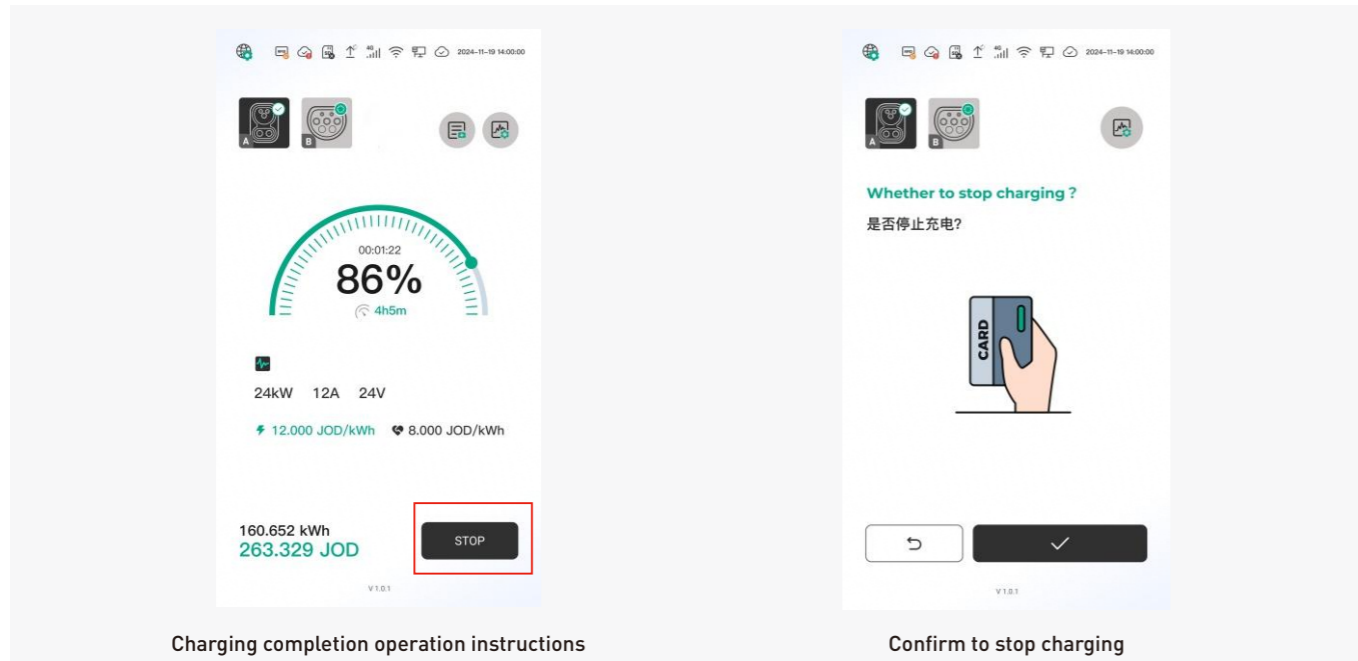 4G
2024-11-19 14:00:00
A
B
00:01:22
86%
4h5m
24kW 12A 24V
12.000 JOD/kWh 8.000 JOD/kWh
160.652 kWh
263.329 JOD
STOP
V 1.0.1
Charging completion operation instructions
4G
2024-11-19 14:00:00
A
B
Whether to stop charging ?
是否停止充电?
CARD
V 1.0.1
Confirm to stop charging